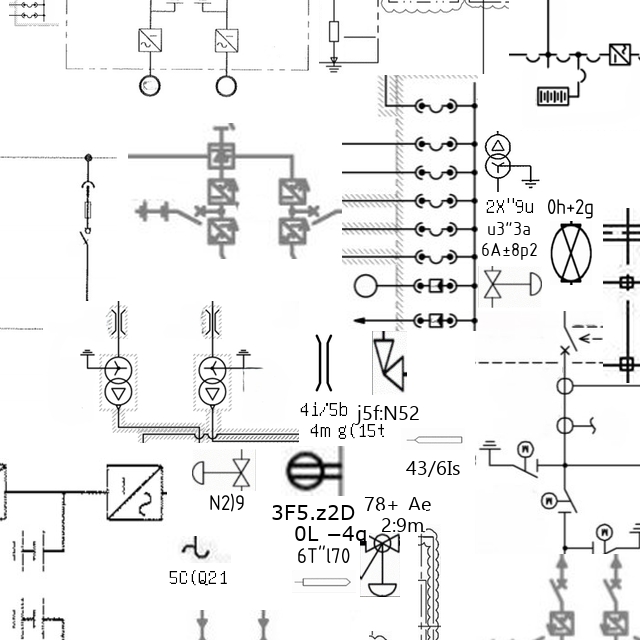 2X"9u 0h+2g
u3"3a
6A±8p2
4i/"5b j5f:N52
4m g(15t
43/6Is
N2)9
3F5.z2D 78+ Ae
2:9m
0L −4q
6T"l70
5C(Q21
M
M
M